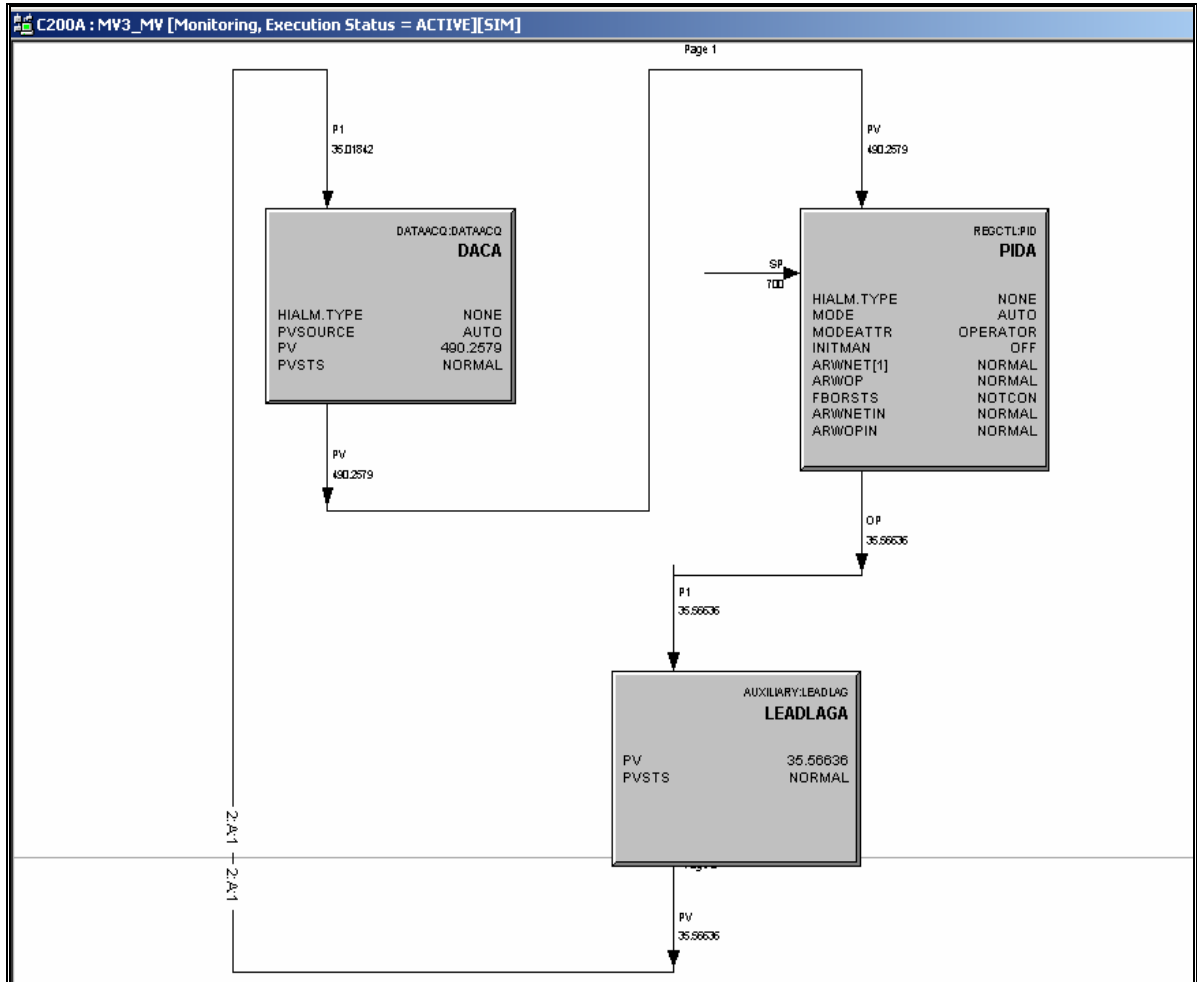 C200A : MV3_MV [Monitoring, Execution Status = ACTIVE][SIM]
Page 1
P1
35.01842
PV
490.2579
DATAACQ:DATAACQ
DACA
HIALM.TYPE NONE
PVSOURCE AUTO
PV 490.2579
PVSTS NORMAL
SP
700
REGCTL:PID
PIDA
HIALM.TYPE NONE
MODE AUTO
MODEATTR OPERATOR
INITMAN OFF
ARWNET[1] NORMAL
ARWOP NORMAL
FBORSTS NOTCON
ARWNETIN NORMAL
ARWOPIN NORMAL
PV
490.2579
OP
35.56636
P1
35.56636
AUXILIARY:LEADLAG
LEADLAGA
PV 35.56636
PVSTS NORMAL
2:A:1
2:A:1
PV
35.56636